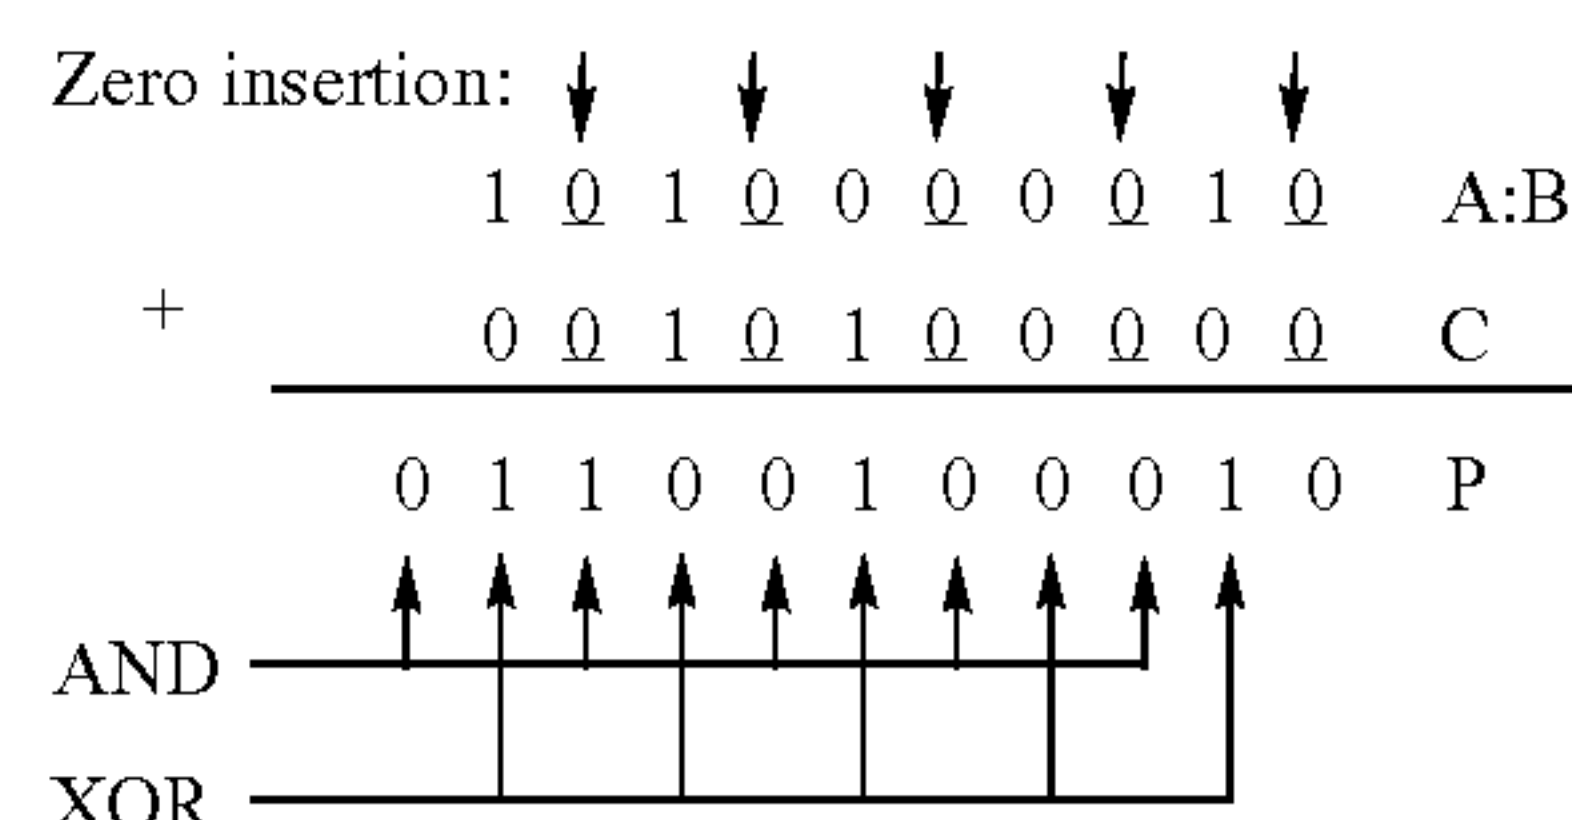 Zero insertion:
1 0 1 0 0 0 0 0 1 0 A:B
+ 0 0 1 0 1 0 0 0 0 0 C
0 1 1 0 0 1 0 0 0 1 0 P
AND
XOR